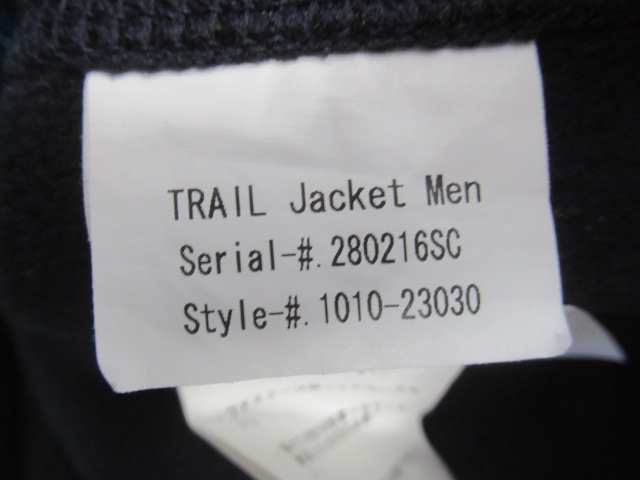 TRAIL Jacket Men
Serial-#. 280216SC
Style-#. 1010-23030